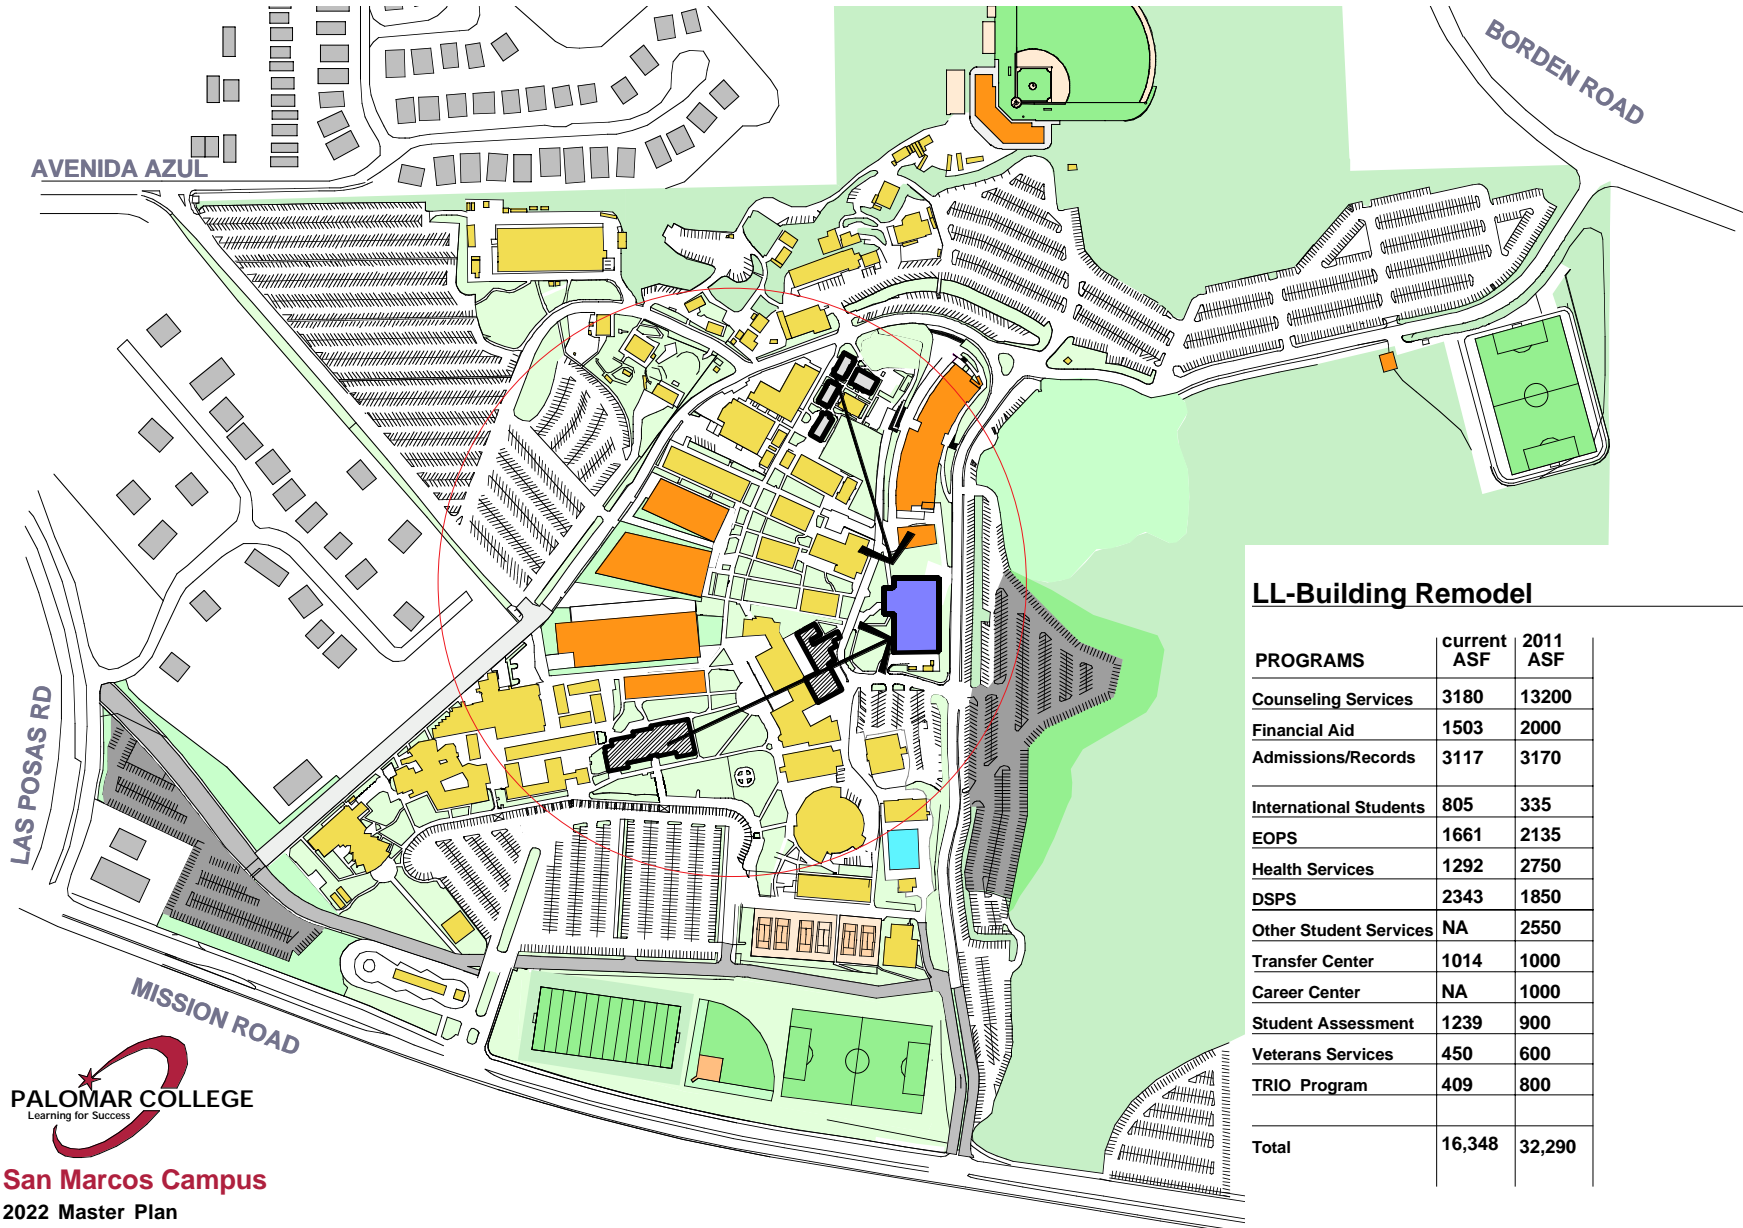 BORDEN ROAD
AVENIDA AZUL
LAS POSAS RD
MISSION ROAD
LL-Building Remodel
PROGRAMS current ASF 2011 ASF
Counseling Services 3180 13200
Financial Aid 1503 2000
Admissions/Records 3117 3170
International Students 805 335
EOPS 1661 2135
Health Services 1292 2750
DSPS 2343 1850
Other Student Services NA 2550
Transfer Center 1014 1000
Career Center NA 1000
Student Assessment 1239 900
Veterans Services 450 600
TRIO Program 409 800
Total 16,348 32,290
PALOMAR COLLEGE
Learning for Success
San Marcos Campus
2022 Master Plan